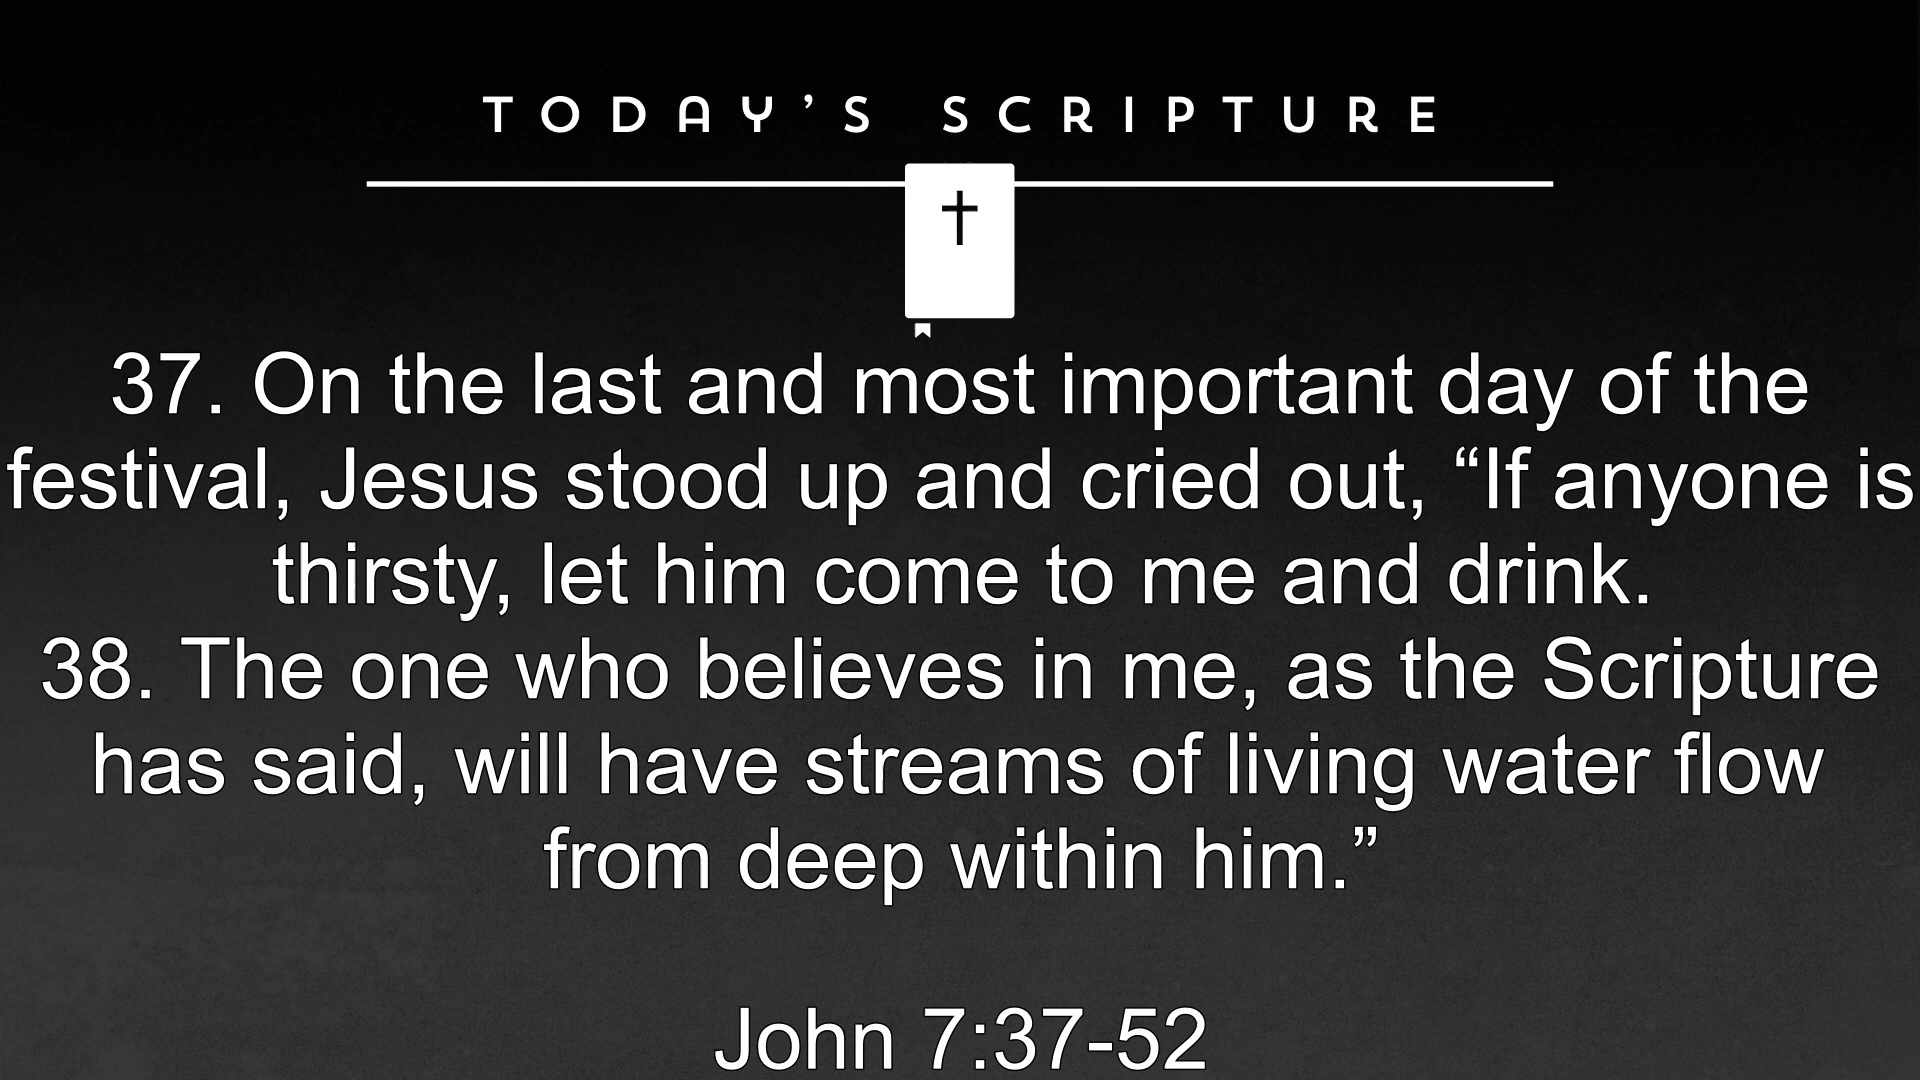 TODAY’S SCRIPTURE
37. On the last and most important day of the
festival, Jesus stood up and cried out, “If anyone is
thirsty, let him come to me and drink.
38. The one who believes in me, as the Scripture
has said, will have streams of living water flow
from deep within him.”
John 7:37-52